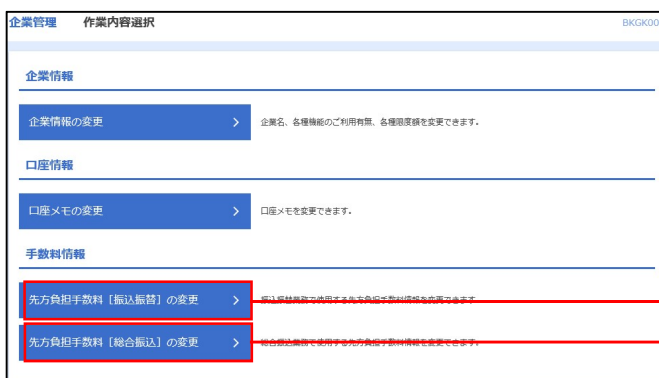 企業管理 作業内容選択 BKGK00
企業情報
企業情報の変更 企業名、各種機能のご利用有無、各種限度額を変更できます。
口座情報
口座メモの変更 口座メモを変更できます。
手数料情報
先方負担手数料［振込振替］の変更 振込振替業務で使用する先方負担手数料情報を変更できます。
先方負担手数料［総合振込］の変更 総合振込業務で使用する先方負担手数料情報を変更できます。